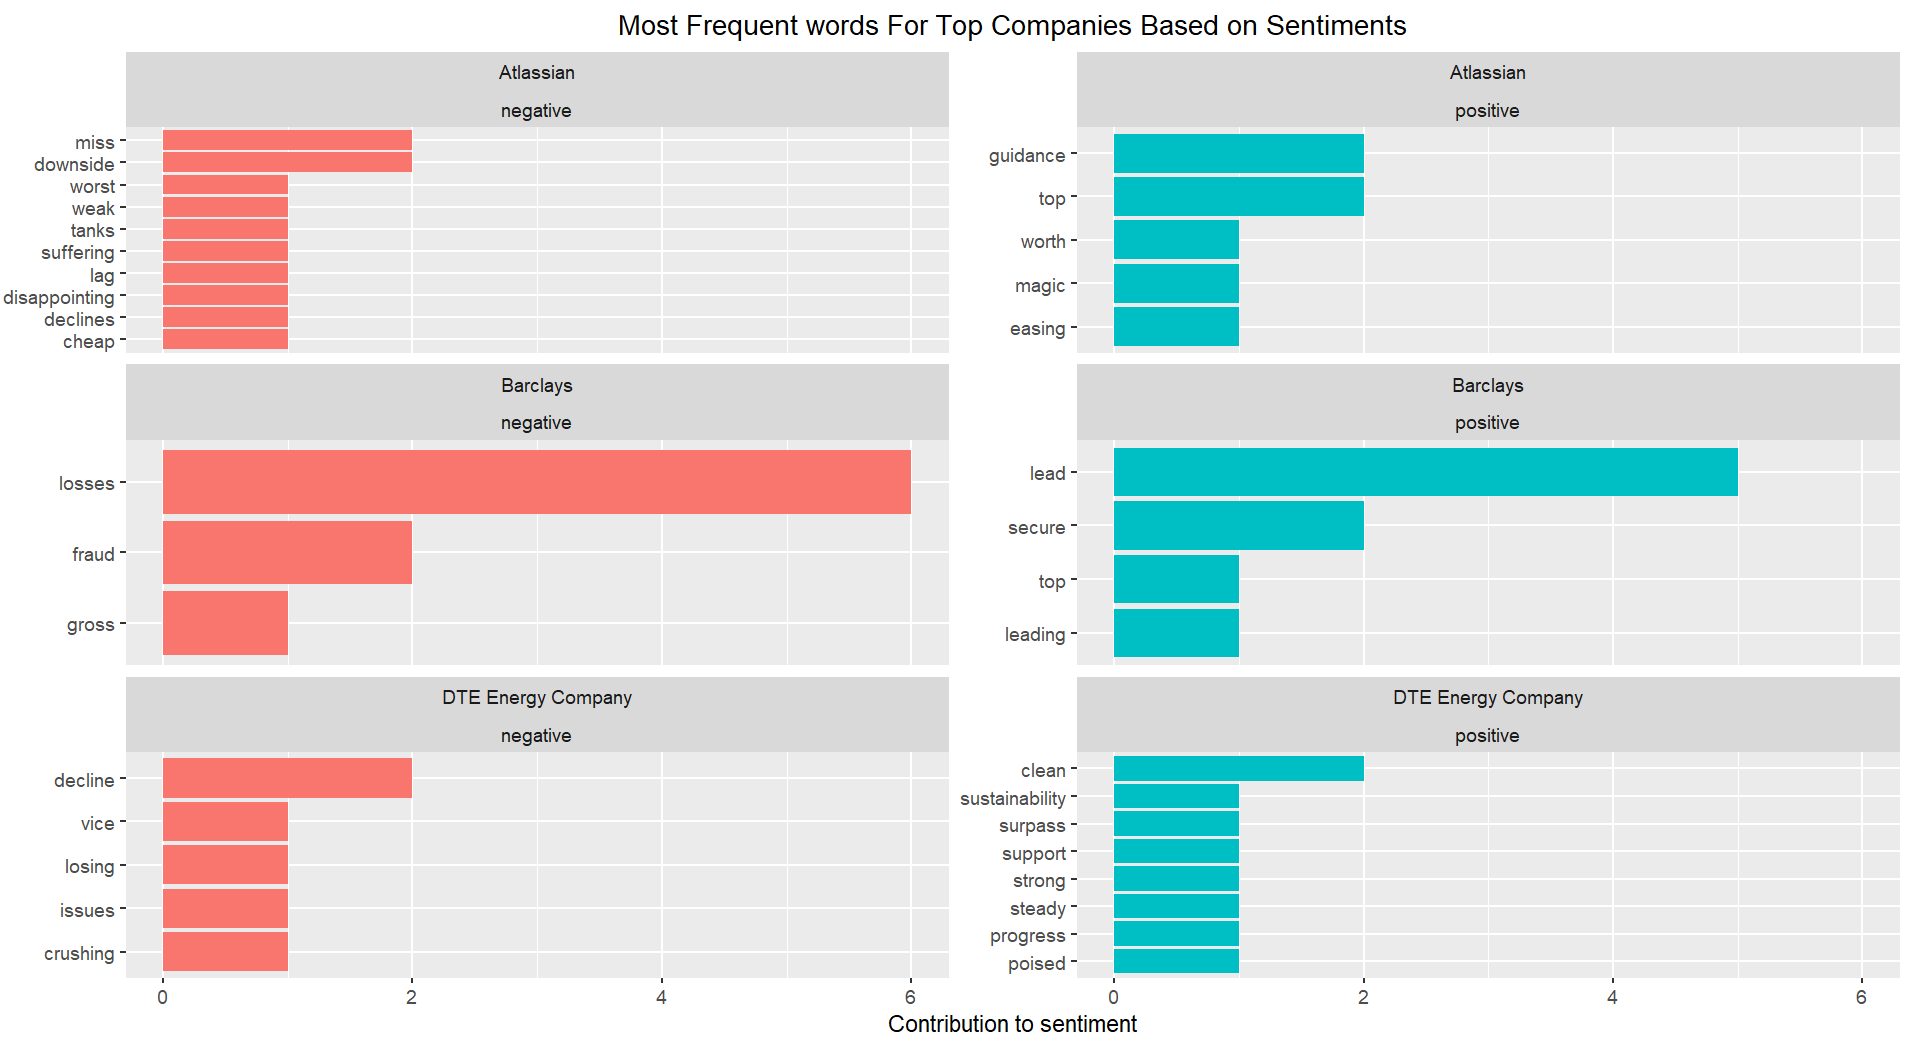 Most Frequent words For Top Companies Based on Sentiments
Atlassian
negative
miss
downside
worst
weak
tanks
suffering
lag
disappointing
declines
cheap
Atlassian
positive
guidance
top
worth
magic
easing
Barclays
negative
losses
fraud
gross
Barclays
positive
lead
secure
top
leading
DTE Energy Company
negative
decline
vice
losing
issues
crushing
0 2 4 6
DTE Energy Company
positive
clean
sustainability
surpass
support
strong
steady
progress
poised
0 2 4 6
Contribution to sentiment